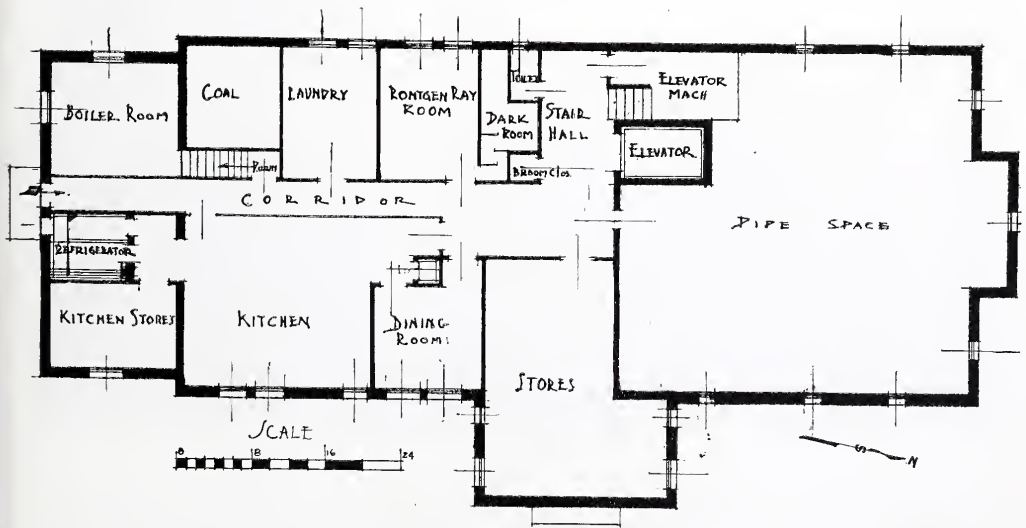 BOILER ROOM
COAL
LAUNDRY
RONTGEN RAY
ROOM
TOILET
DARK
ROOM
STAIR
HALL
ELEVATOR
MACH
ELEVATOR
BROOM CLOS.
CORRIDOR
REFRIGERATOR
KITCHEN STORES
KITCHEN
DINING
ROOM
STORES
PIPE SPACE
SCALE
8 16 24
S N